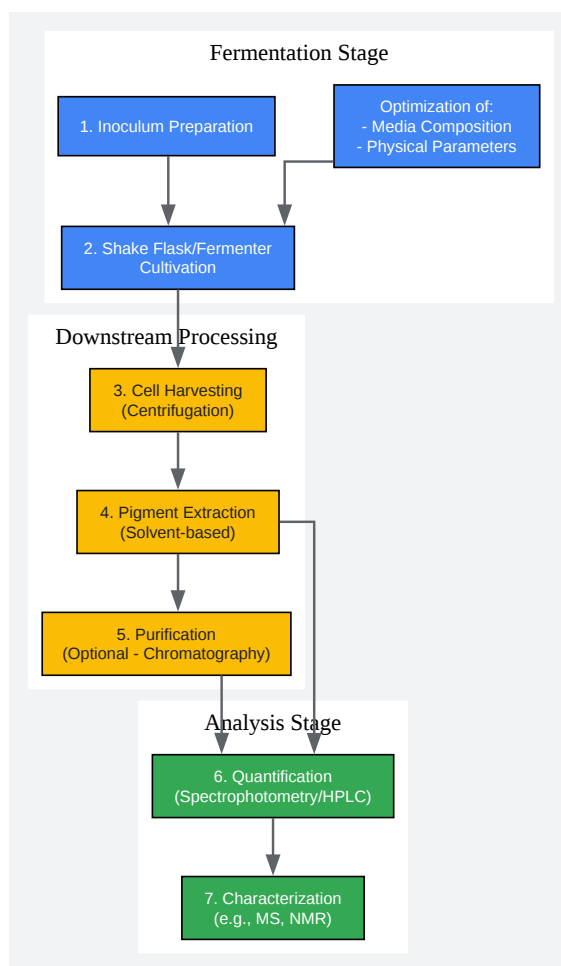 Fermentation Stage
1. Inoculum Preparation
Optimization of:
- Media Composition
- Physical Parameters
2. Shake Flask/Fermenter
Cultivation
Downstream Processing
3. Cell Harvesting
(Centrifugation)
4. Pigment Extraction
(Solvent-based)
5. Purification
(Optional - Chromatography)
Analysis Stage
6. Quantification
(Spectrophotometry/HPLC)
7. Characterization
(e.g., MS, NMR)